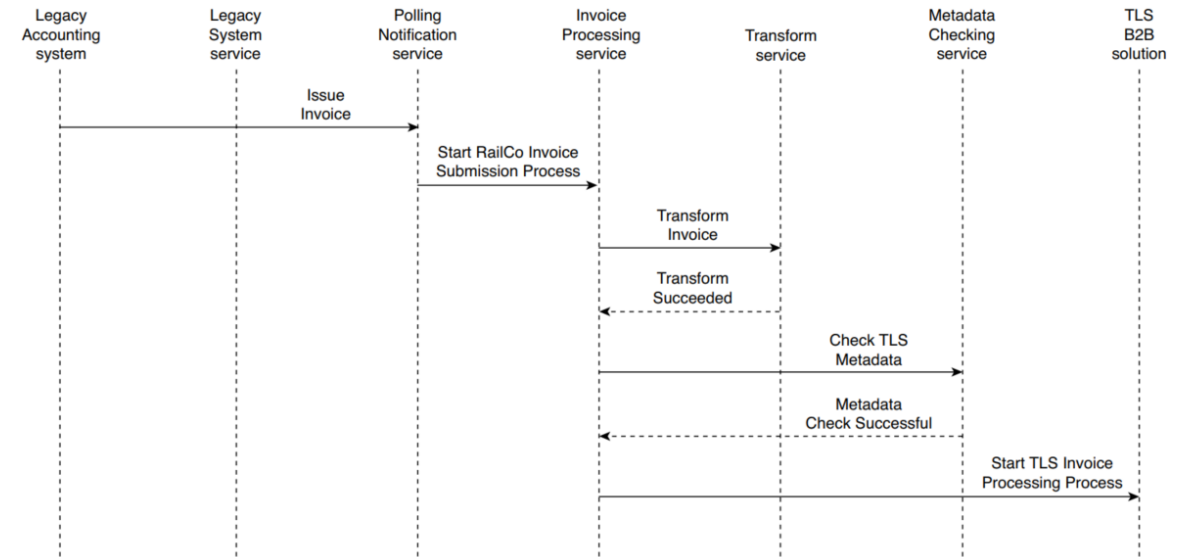 Legacy
Accounting
system
Legacy
System
service
Polling
Notification
service
Invoice
Processing
service
Transform
service
Metadata
Checking
service
TLS
B2B
solution
Issue
Invoice
Start RailCo Invoice
Submission Process
Transform
Invoice
Transform
Succeeded
Check TLS
Metadata
Metadata
Check Successful
Start TLS Invoice
Processing Process